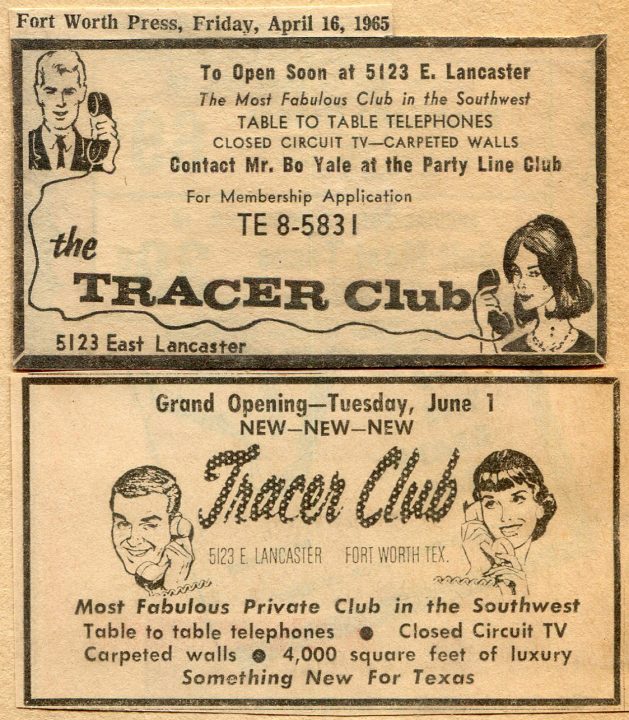 Fort Worth Press, Friday, April 16, 1965
To Open Soon at 5123 E. Lancaster
The Most Fabulous Club in the Southwest
TABLE TO TABLE TELEPHONES
CLOSED CIRCUIT TV—CARPETED WALLS
Contact Mr. Bo Yale at the Party Line Club
For Membership Application
TE 8-5831
the
TRACER Club
5123 East Lancaster
Grand Opening—Tuesday, June 1
NEW—NEW—NEW
Tracer Club
5123 E. LANCASTER FORT WORTH TEX.
Most Fabulous Private Club in the Southwest
Table to table telephones ● Closed Circuit TV
Carpeted walls ● 4,000 square feet of luxury
Something New For Texas